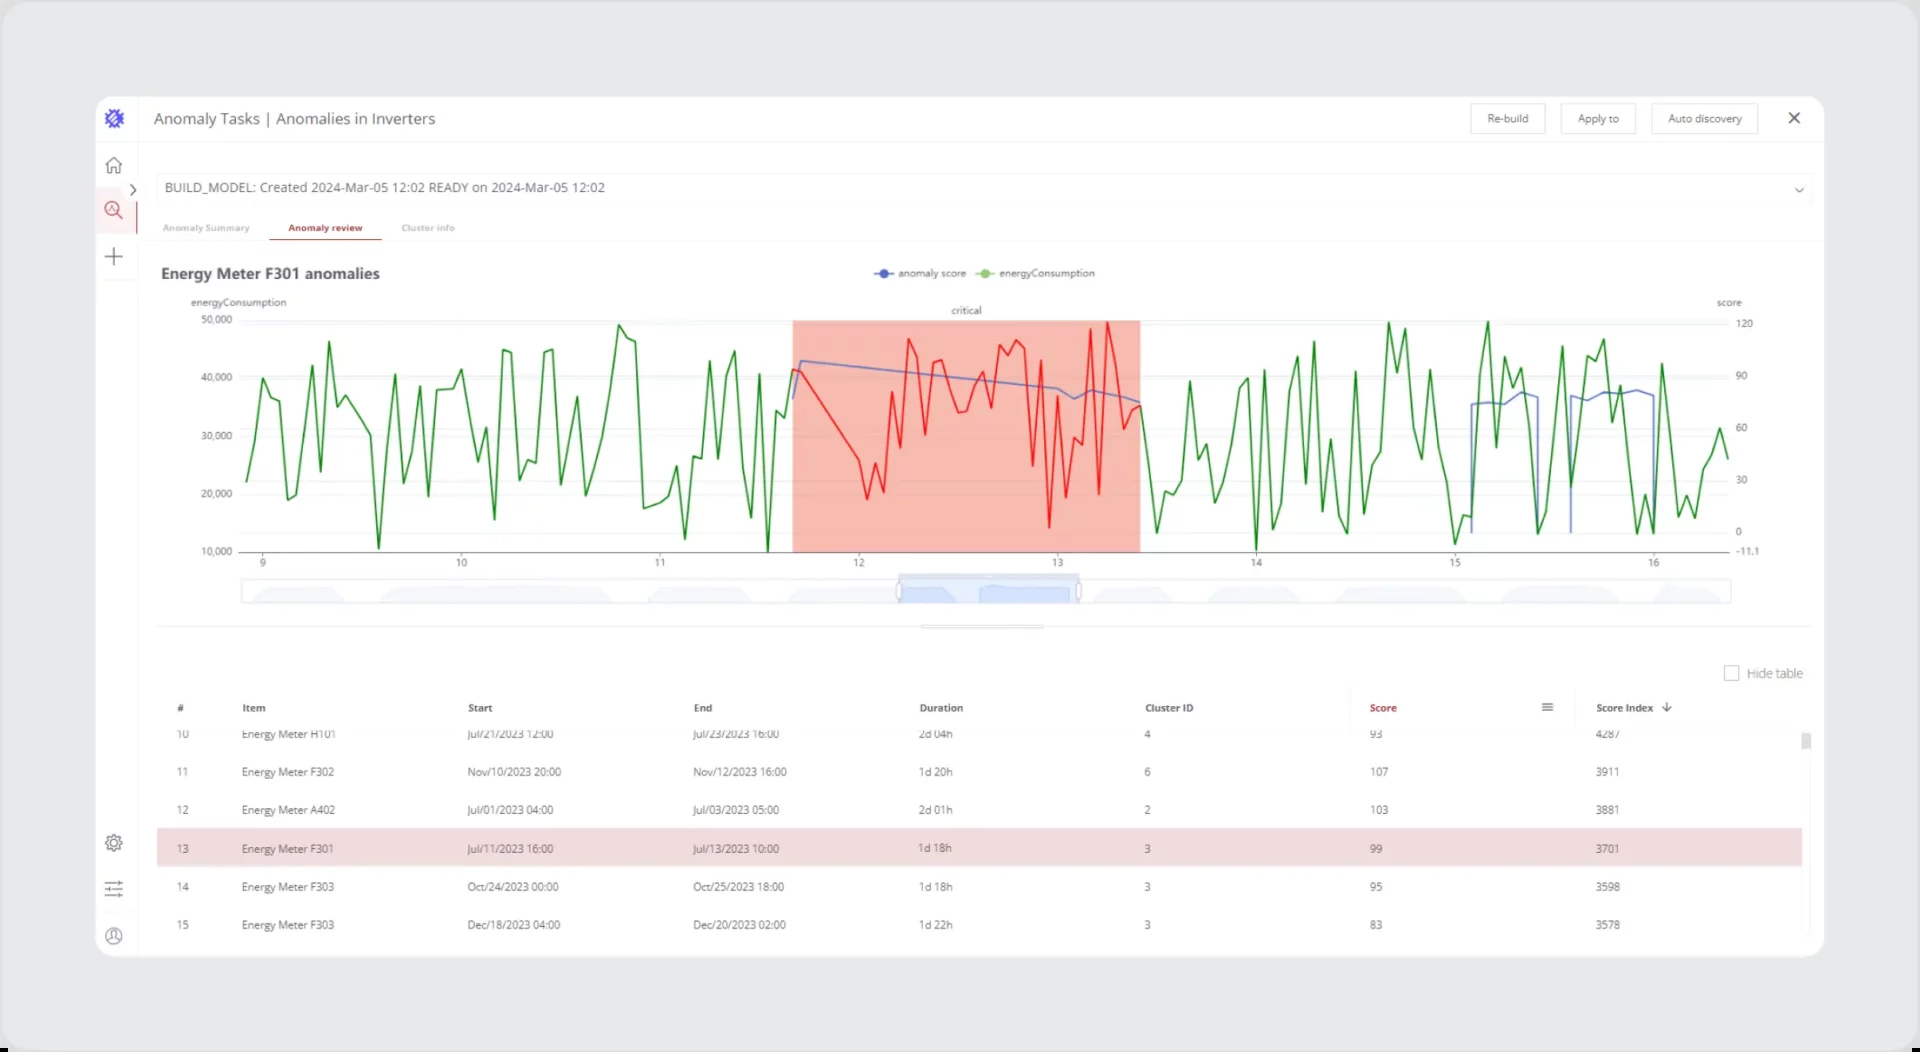 Anomaly Tasks | Anomalies in Inverters
Re-build
Apply to
Auto discovery
BUILD_MODEL: Created 2024-Mar-05 12:02 READY on 2024-Mar-05 12:02
Anomaly Summary
Anomaly review
Cluster info
Energy Meter F301 anomalies
anomaly score
energyConsumption
energyConsumption
critical
score
50,000
40,000
30,000
20,000
10,000
120
90
60
30
0
-11.1
9 10 11 12 13 14 15 16
Hide table
# Item Start End Duration Cluster ID Score Score Index
10 Energy Meter H101 Jul/21/2023 12:00 Jul/23/2023 16:00 2d 04h 4 93 4287
11 Energy Meter F302 Nov/10/2023 20:00 Nov/12/2023 16:00 1d 20h 6 107 3911
12 Energy Meter A402 Jul/01/2023 04:00 Jul/03/2023 05:00 2d 01h 2 103 3881
13 Energy Meter F301 Jul/11/2023 16:00 Jul/13/2023 10:00 1d 18h 3 99 3701
14 Energy Meter F303 Oct/24/2023 00:00 Oct/25/2023 18:00 1d 18h 3 95 3598
15 Energy Meter F303 Dec/18/2023 04:00 Dec/20/2023 02:00 1d 22h 3 83 3578